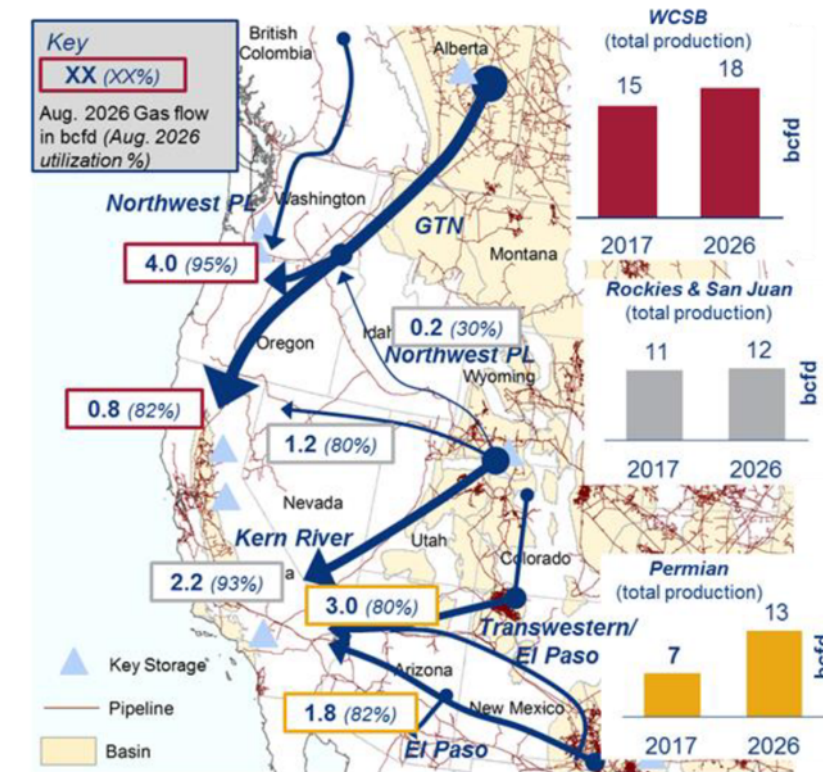 Key
XX (XX%)
Aug. 2026 Gas flow
in bcfd (Aug. 2026
utilization %)
British
Colombia
Alberta
WCSB
(total production)
15
18
bcfd
2017
2026
Northwest PL
Washington
GTN
Montana
4.0 (95%)
Rockies & San Juan
(total production)
11
12
bcfd
2017
2026
0.2 (30%)
Idah
Northwest PL
Oregon
Wyoming
0.8 (82%)
1.2 (80%)
Nevada
Kern River
Utah
Colorado
2.2 (93%)
a
3.0 (80%)
Permian
(total production)
7
13
bcfd
2017
2026
Transwestern/
El Paso
Key Storage
Arizona
Pipeline
1.8 (82%)
New Mexico
El Paso
Basin